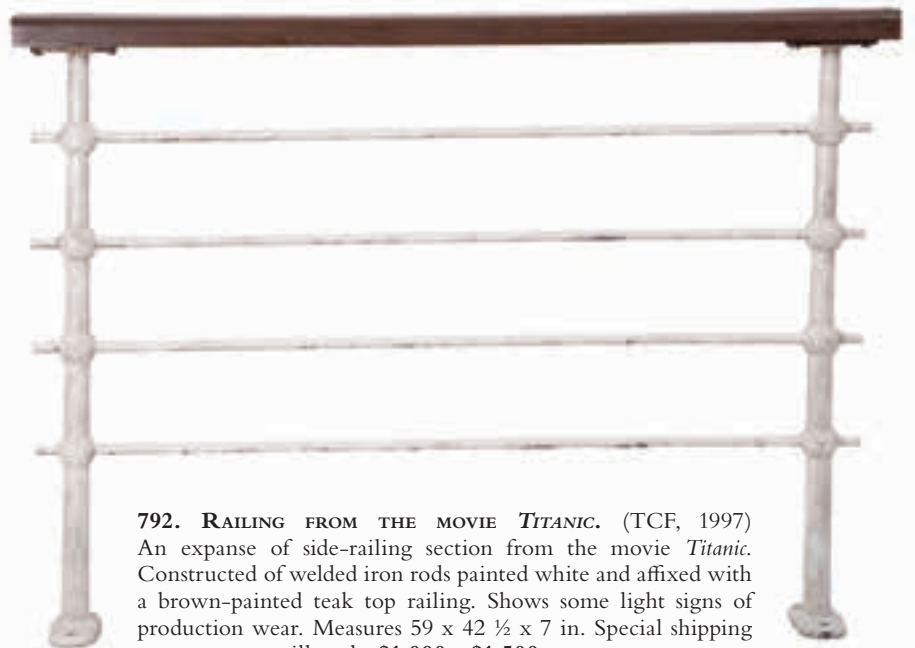 792. RAILING FROM THE MOVIE TITANIC. (TCF, 1997)
An expanse of side-railing section from the movie Titanic.
Constructed of welded iron rods painted white and affixed with
a brown-painted teak top railing. Shows some light signs of
production wear. Measures 59 x 42 ½ x 7 in. Special shipping